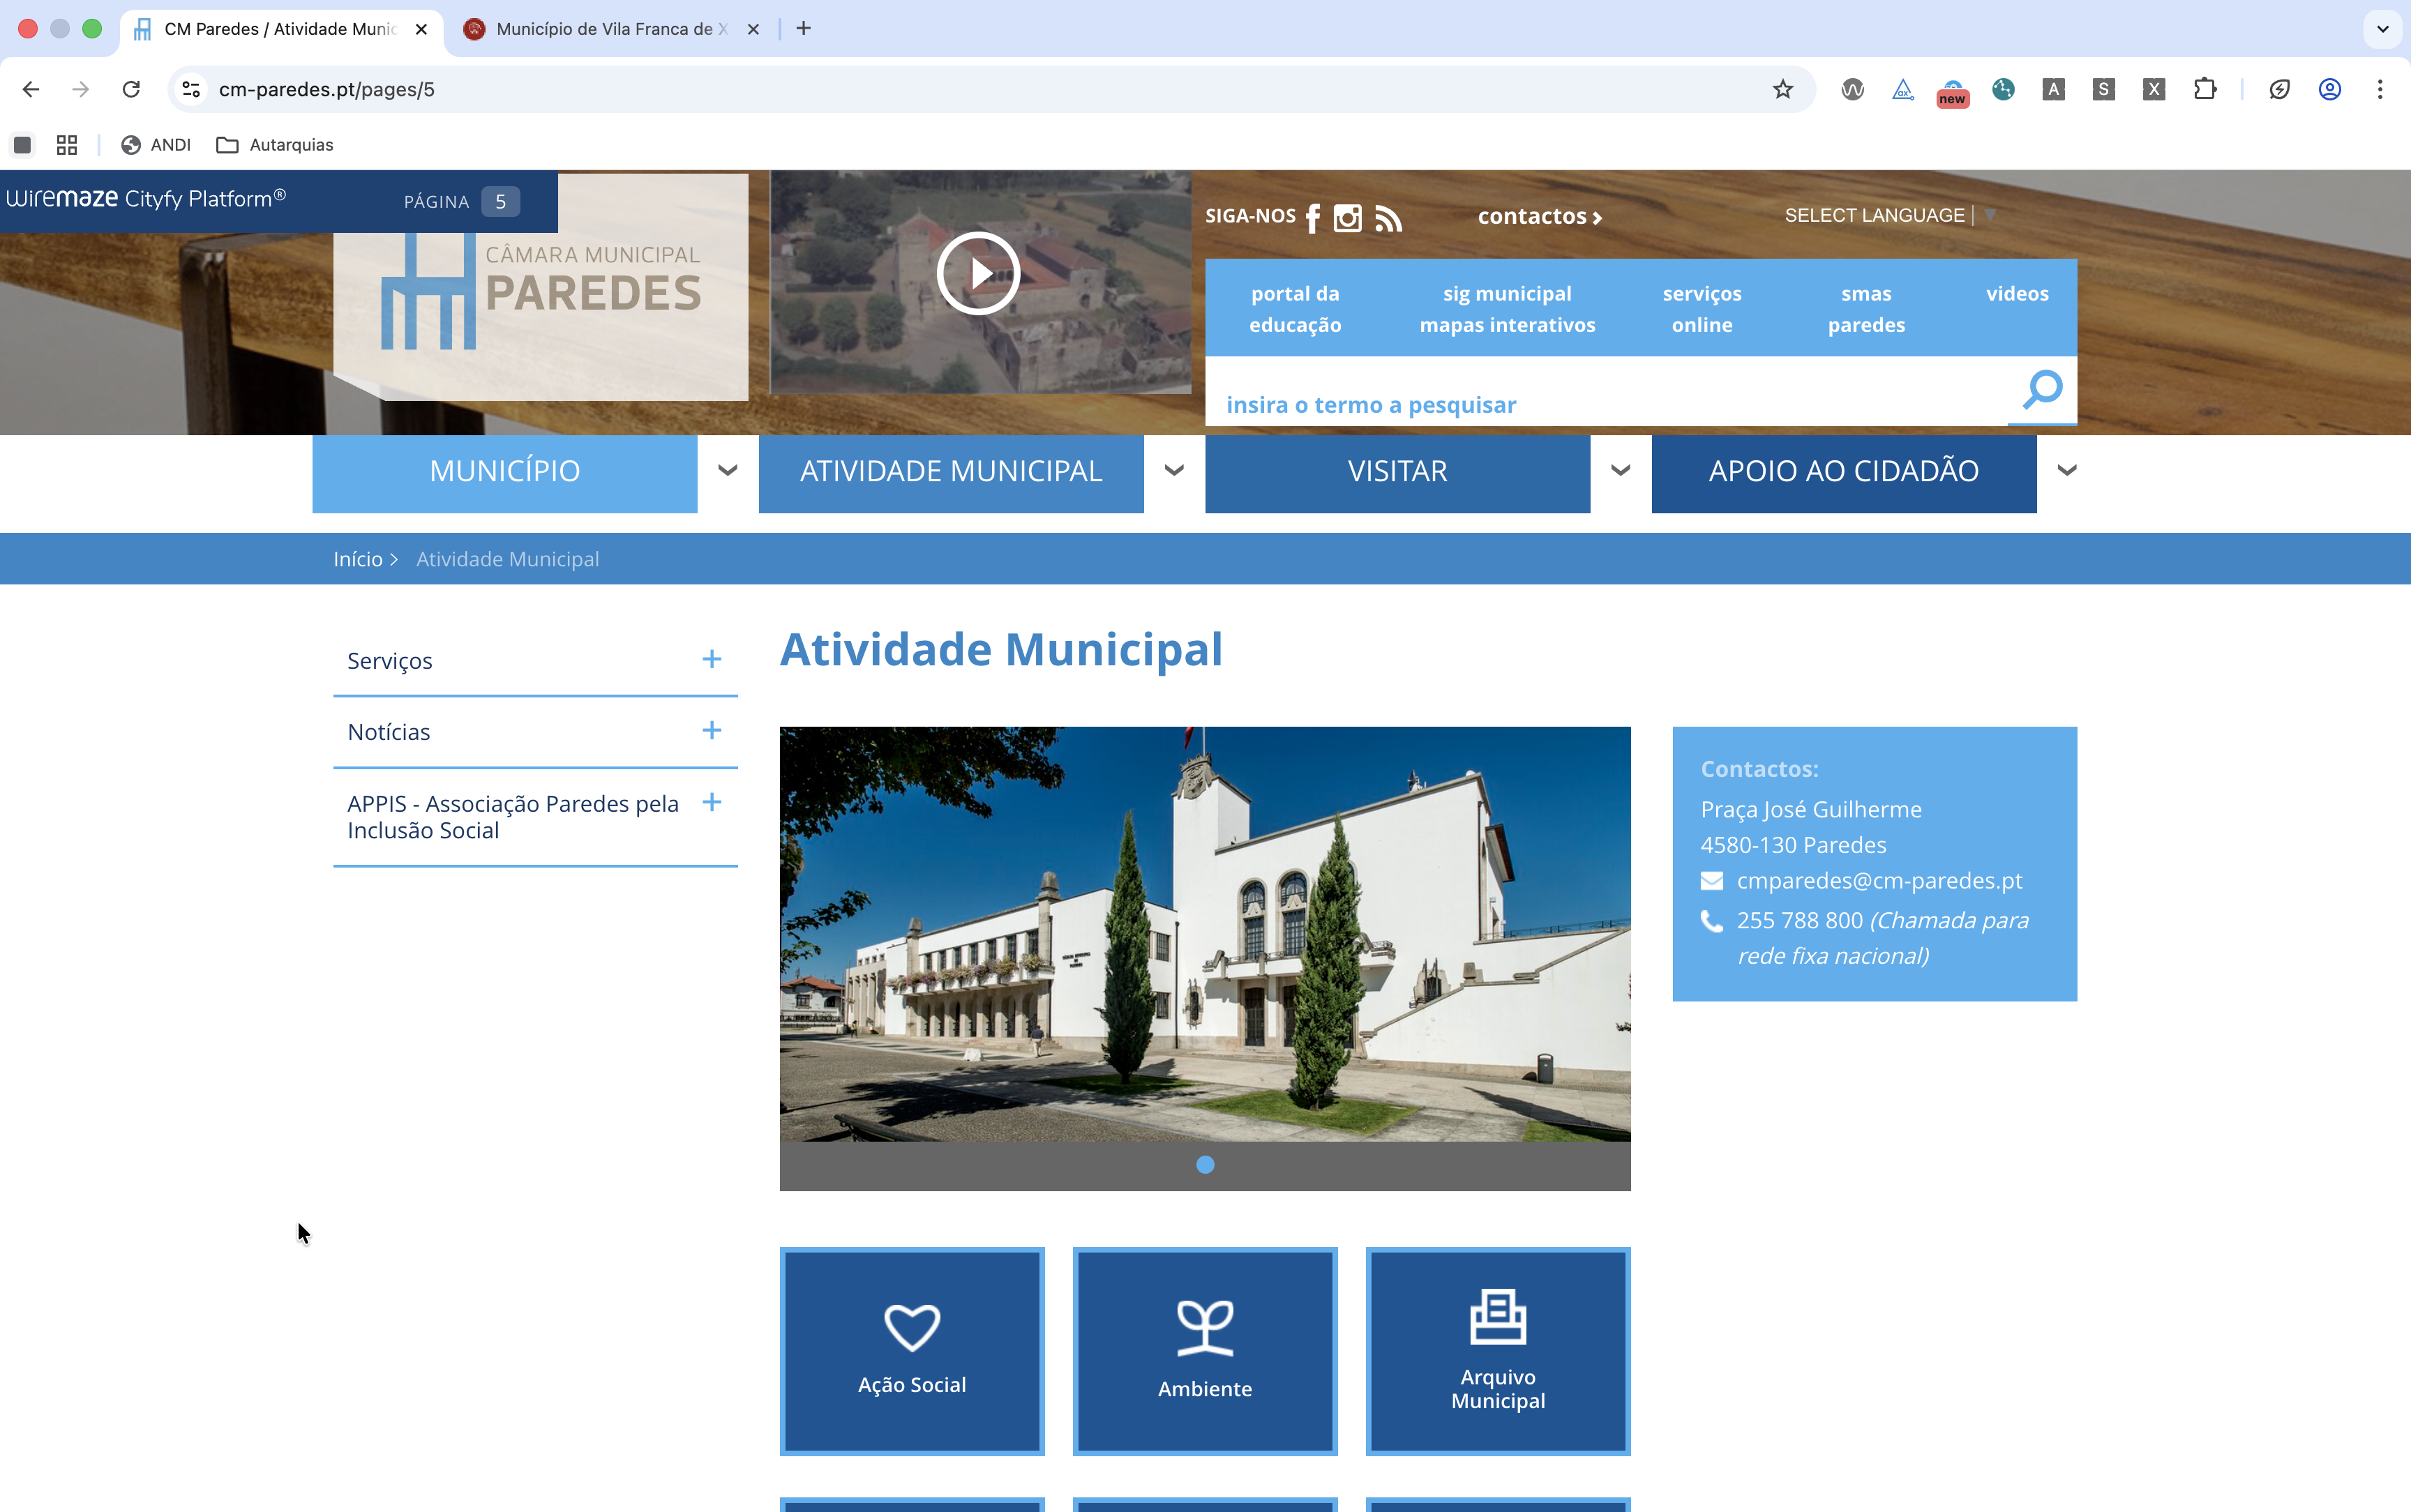 CM Paredes / Atividade Munic
Município de Vila Franca de X
cm-paredes.pt/pages/5
new
A
S
X
ANDI
Autarquias
wiremaze Cityfy Platform®
PÁGINA 5
CÂMARA MUNICIPAL
PAREDES
SIGA-NOS
contactos
SELECT LANGUAGE
portal da
educação
sig municipal
mapas interativos
serviços
online
smas
paredes
videos
insira o termo a pesquisar
MUNICÍPIO
ATIVIDADE MUNICIPAL
VISITAR
APOIO AO CIDADÃO
Início > Atividade Municipal
Serviços
Notícias
APPIS - Associação Paredes pela
Inclusão Social
Atividade Municipal
Contactos:
Praça José Guilherme
4580-130 Paredes
cmparedes@cm-paredes.pt
255 788 800 (Chamada para
rede fixa nacional)
Ação Social
Ambiente
Arquivo
Municipal